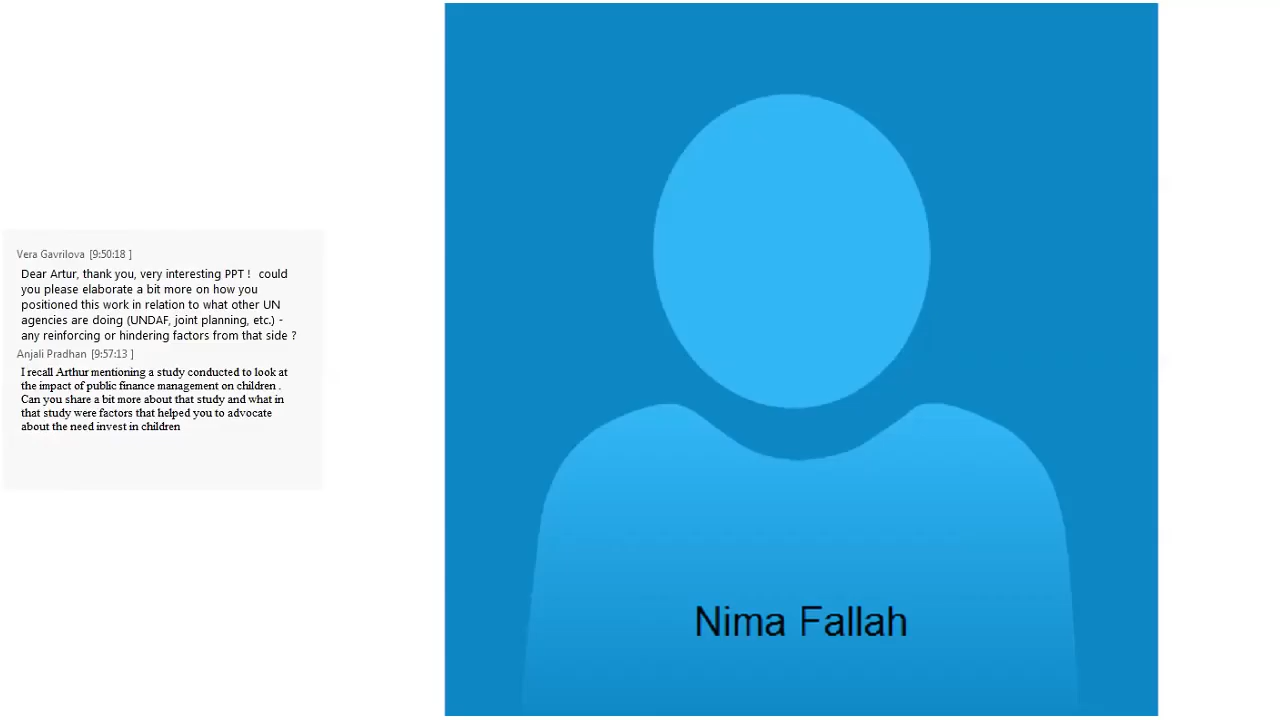 Vera Gavrilova [9:50:18 ]
Dear Artur, thank you, very interesting PPT !  could
you please elaborate a bit more on how you
positioned this work in relation to what other UN
agencies are doing (UNDAF, joint planning, etc.) -
any reinforcing or hindering factors from that side ?
Anjali Pradhan [9:57:13 ]
I recall Arthur mentioning a study conducted to look at
the impact of public finance management on children .
Can you share a bit more about that study and what in
that study were factors that helped you to advocate
about the need invest in children
Nima Fallah